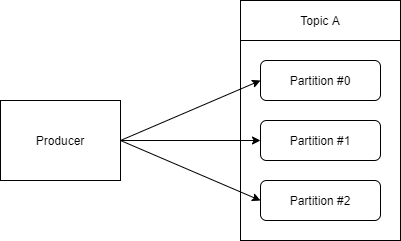 Topic A
Partition #0
Producer
Partition #1
Partition #2